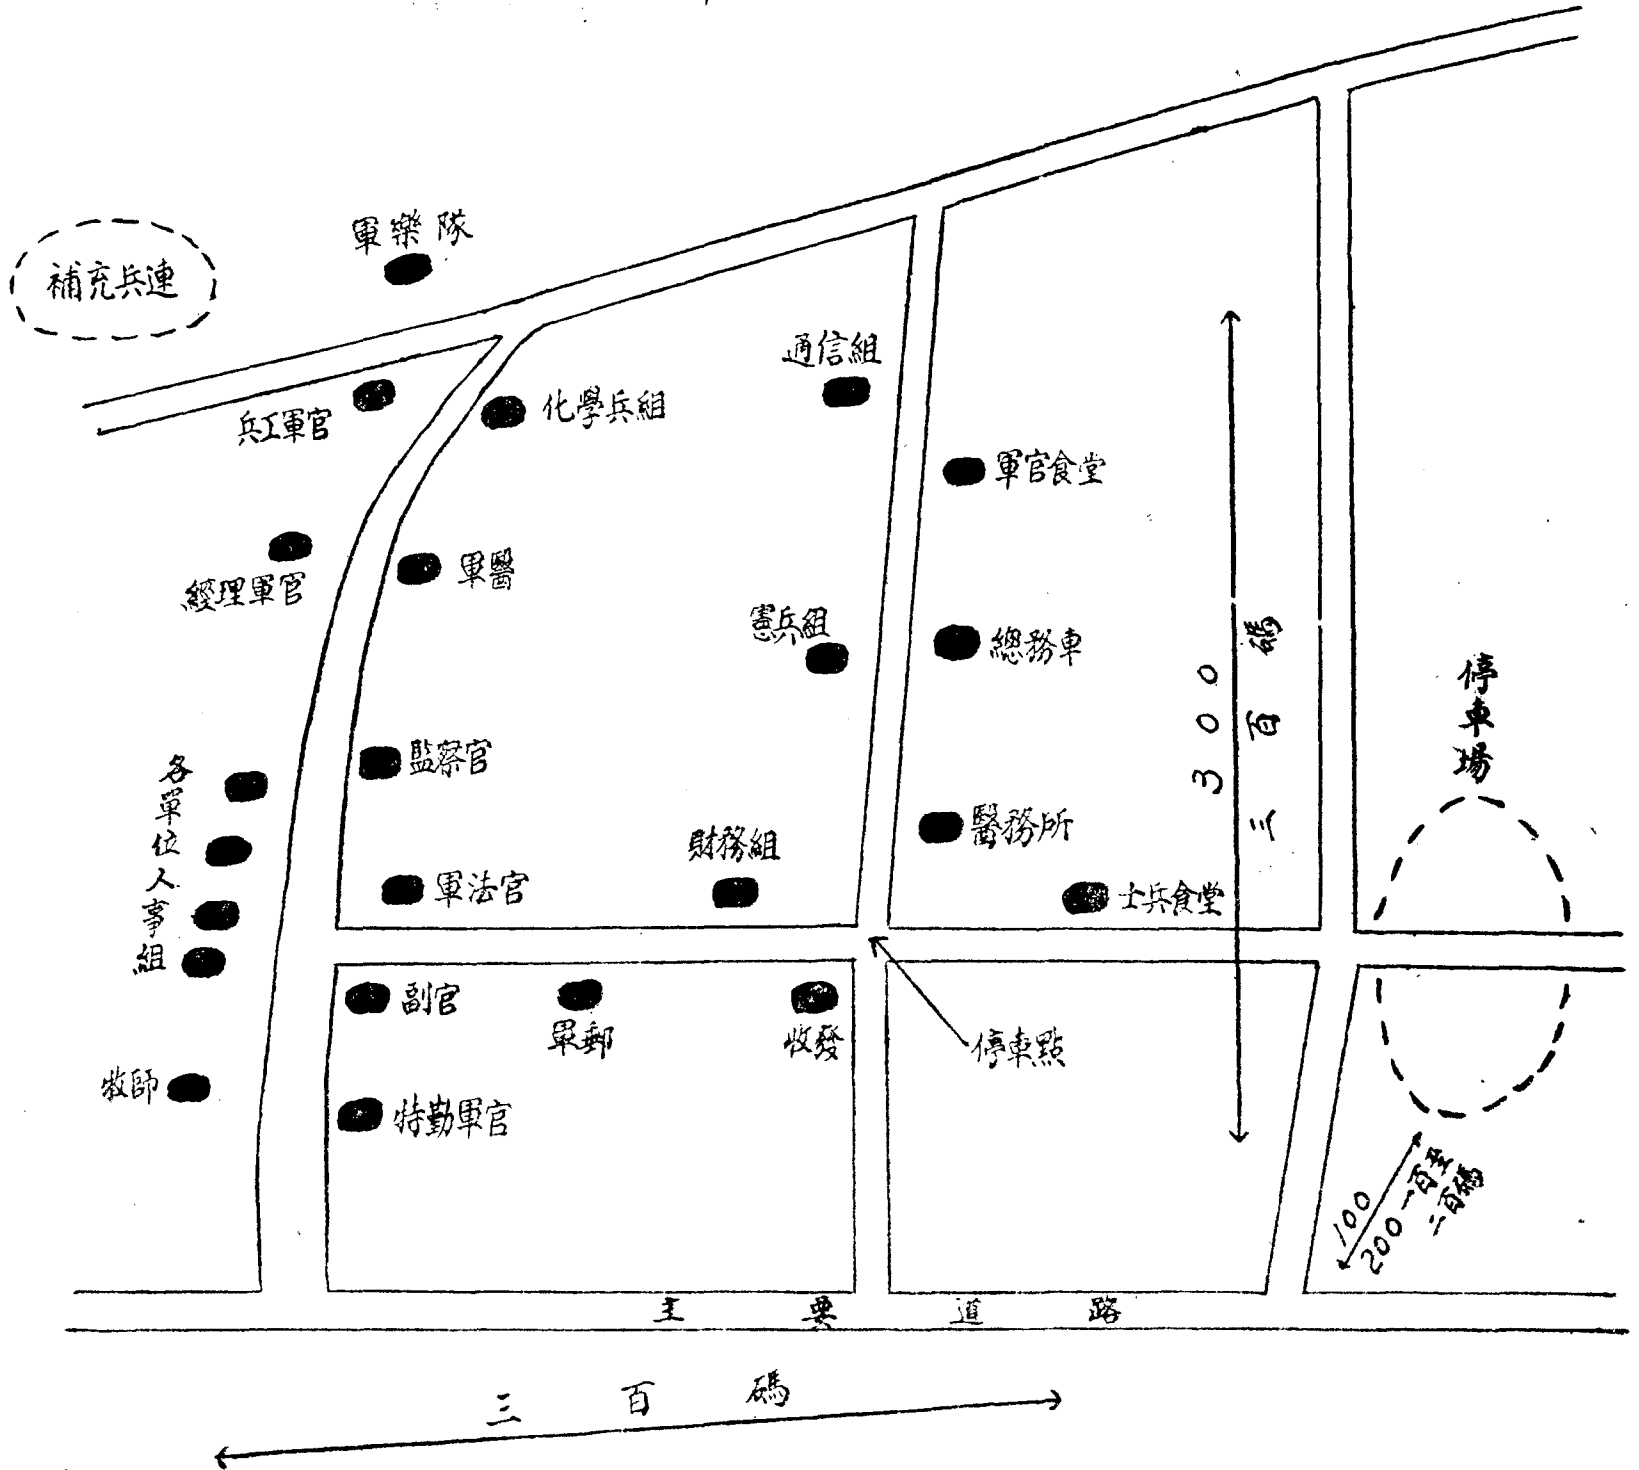 軍樂隊
補充兵連
通信組
兵工軍官
化學兵組
軍官食堂
經理軍官
軍醫
憲兵組
總務車
300
三百碼
停車場
監察官
各單位人事組
財務組
醫務所
軍法官
士兵食堂
副官
軍郵
收發
停車點
牧師
特勤軍官
100
200
一百至
二百碼
主要道路
三百碼